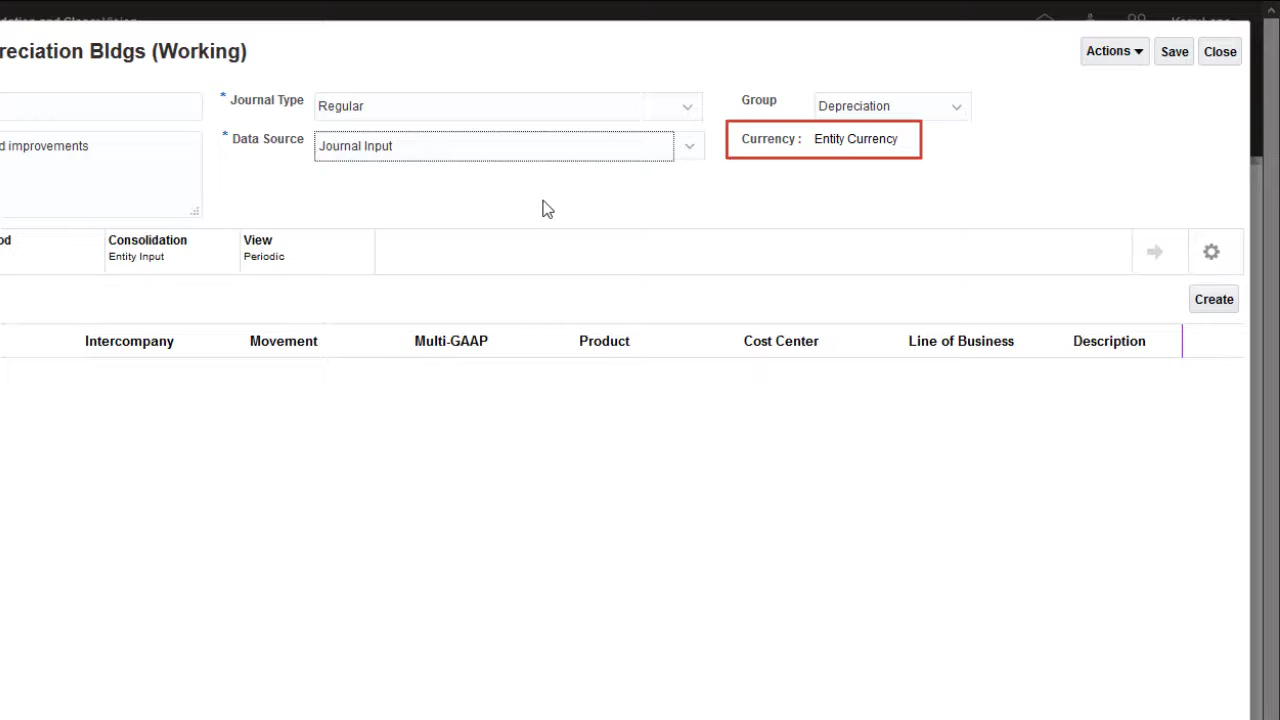 reciation Bldgs (Working)
Actions Save Close
* Journal Type Regular Group Depreciation
d improvements * Data Source Journal Input Currency : Entity Currency
od Consolidation View
Entity Input Periodic
Create
Intercompany Movement Multi-GAAP Product Cost Center Line of Business Description